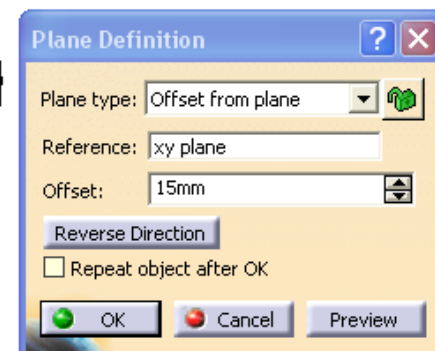 Plane Definition
Plane type: Offset from plane
Reference: xy plane
Offset: 15mm
Reverse Direction
Repeat object after OK
OK Cancel Preview